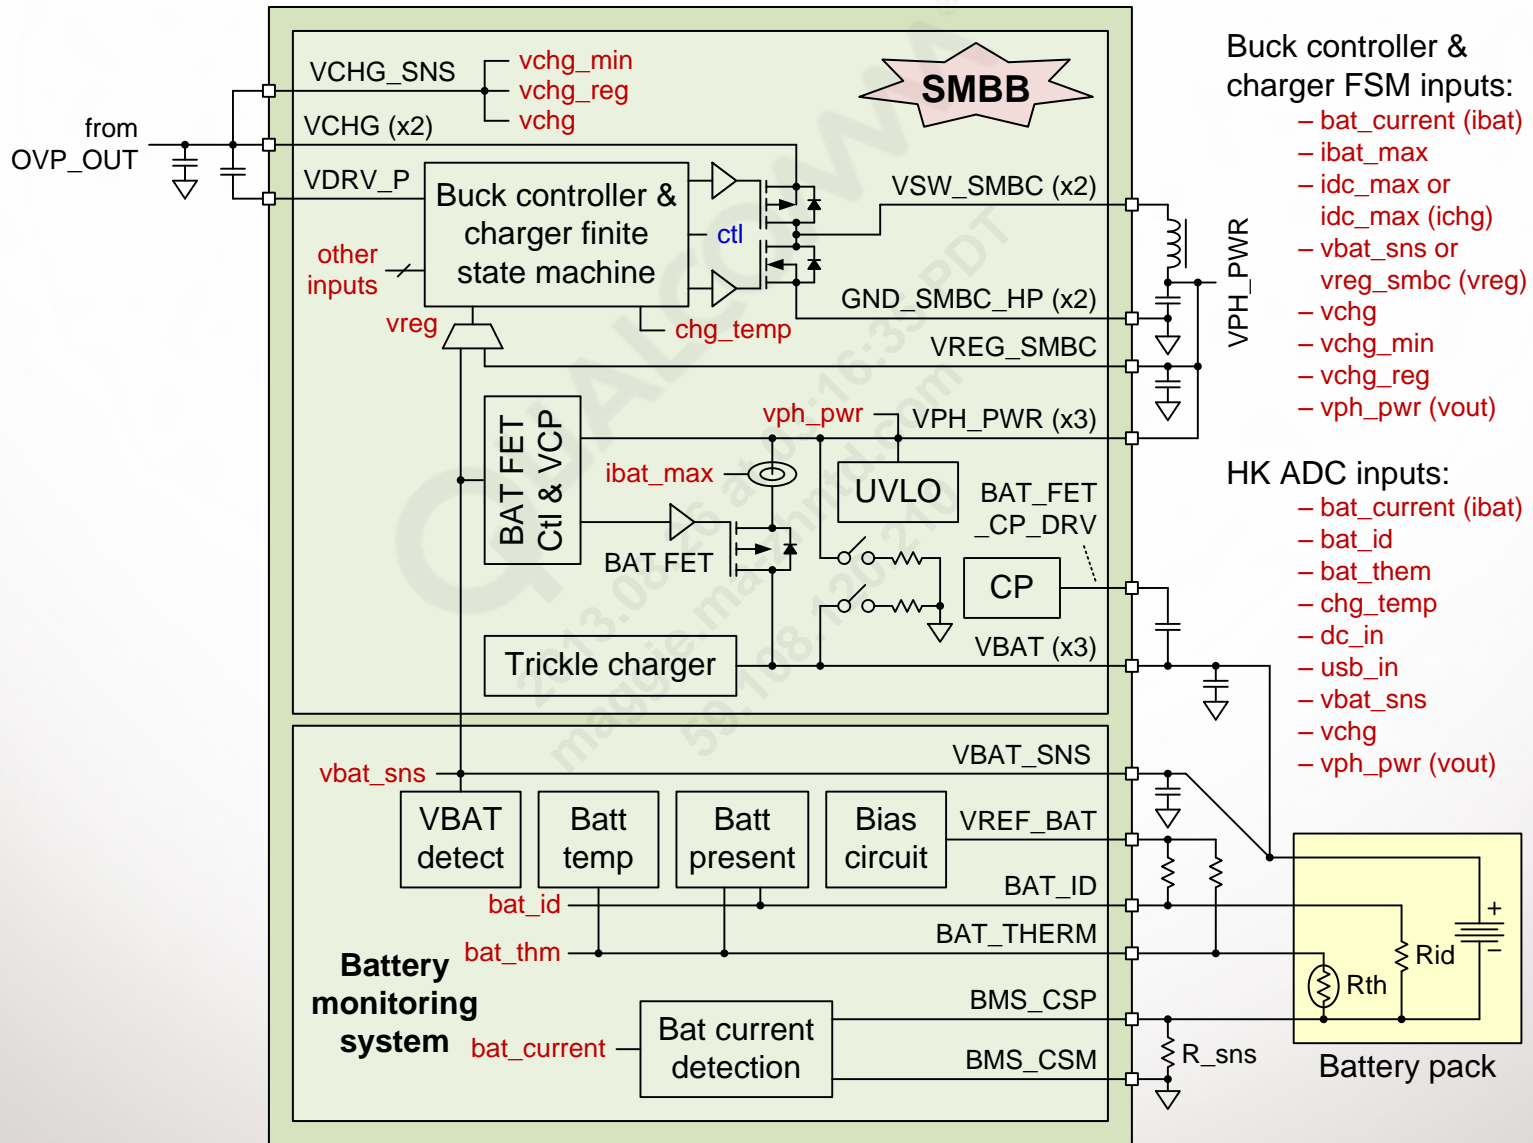 VCHG_SNS
vchg_min
vchg_reg
vchg
SMBB
from
OVP_OUT
VCHG (x2)
VDRV_P
Buck controller &
charger finite
state machine
ctl
other
inputs
vreg
chg_temp
VSW_SMBC (x2)
GND_SMBC_HP (x2)
VREG_SMBC
VPH_PWR
BAT FET
Ctl & VCP
vph_pwr
VPH_PWR (x3)
ibat_max
UVLO
BAT FET
BAT_FET
_CP_DRV
CP
Trickle charger
VBAT (x3)
vbat_sns
VBAT_SNS
VBAT
detect
Batt
temp
Batt
present
Bias
circuit
VREF_BAT
bat_id
BAT_ID
bat_thm
BAT_THERM
Battery
monitoring
system
bat_current
Bat current
detection
BMS_CSP
BMS_CSM
R_sns
Rth
Rid
+
–
Battery pack
Buck controller &
charger FSM inputs:
– bat_current (ibat)
– ibat_max
– idc_max or
idc_max (ichg)
– vbat_sns or
vreg_smbc (vreg)
– vchg
– vchg_min
– vchg_reg
– vph_pwr (vout)
HK ADC inputs:
– bat_current (ibat)
– bat_id
– bat_them
– chg_temp
– dc_in
– usb_in
– vbat_sns
– vchg
– vph_pwr (vout)